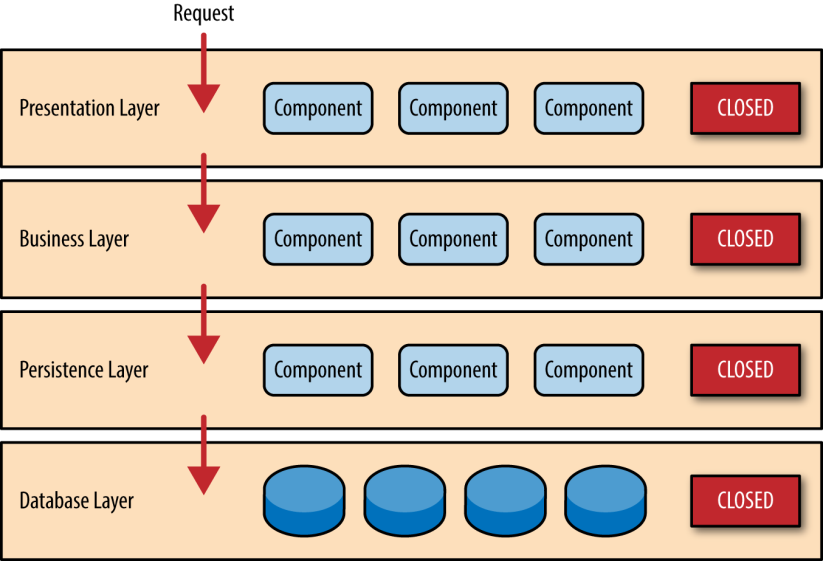 Request
Presentation Layer Component Component Component CLOSED
Business Layer Component Component Component CLOSED
Persistence Layer Component Component Component CLOSED
Database Layer CLOSED